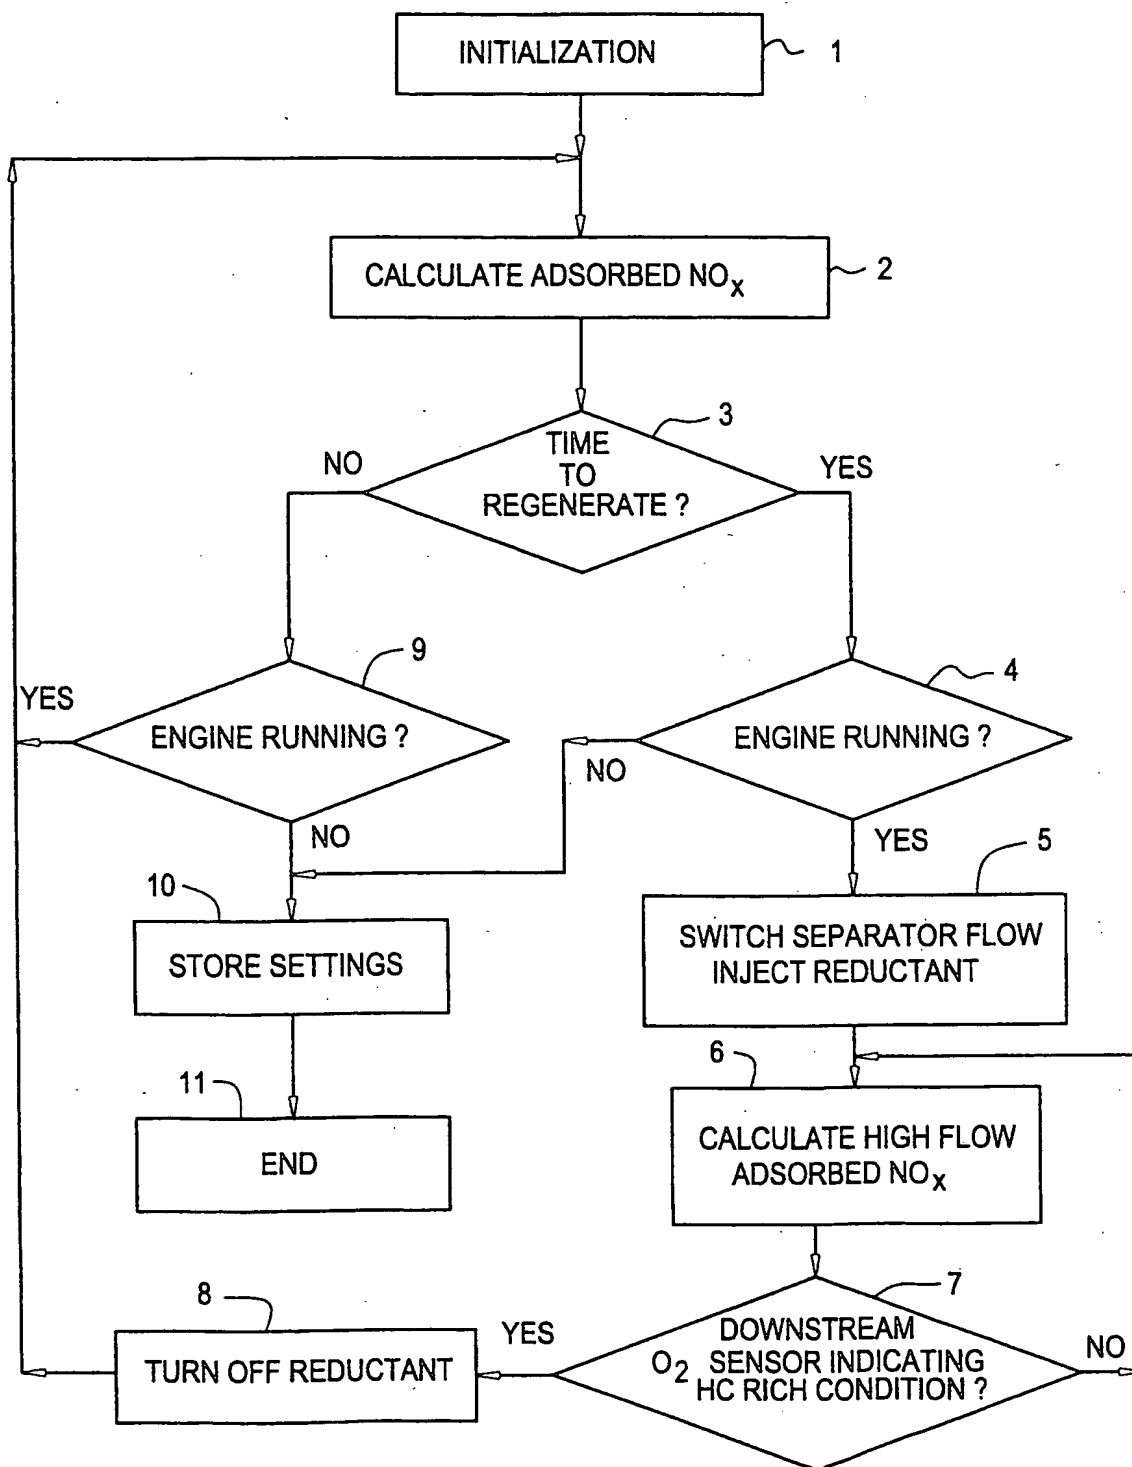 INITIALIZATION
1
CALCULATE ADSORBED NOx
2
TIME
TO
REGENERATE ?
3
NO
YES
ENGINE RUNNING ?
9
YES
NO
ENGINE RUNNING ?
4
NO
YES
SWITCH SEPARATOR FLOW
INJECT REDUCTANT
5
STORE SETTINGS
10
CALCULATE HIGH FLOW
ADSORBED NOx
6
END
11
DOWNSTREAM
O2 SENSOR INDICATING
HC RICH CONDITION ?
7
YES
NO
TURN OFF REDUCTANT
8